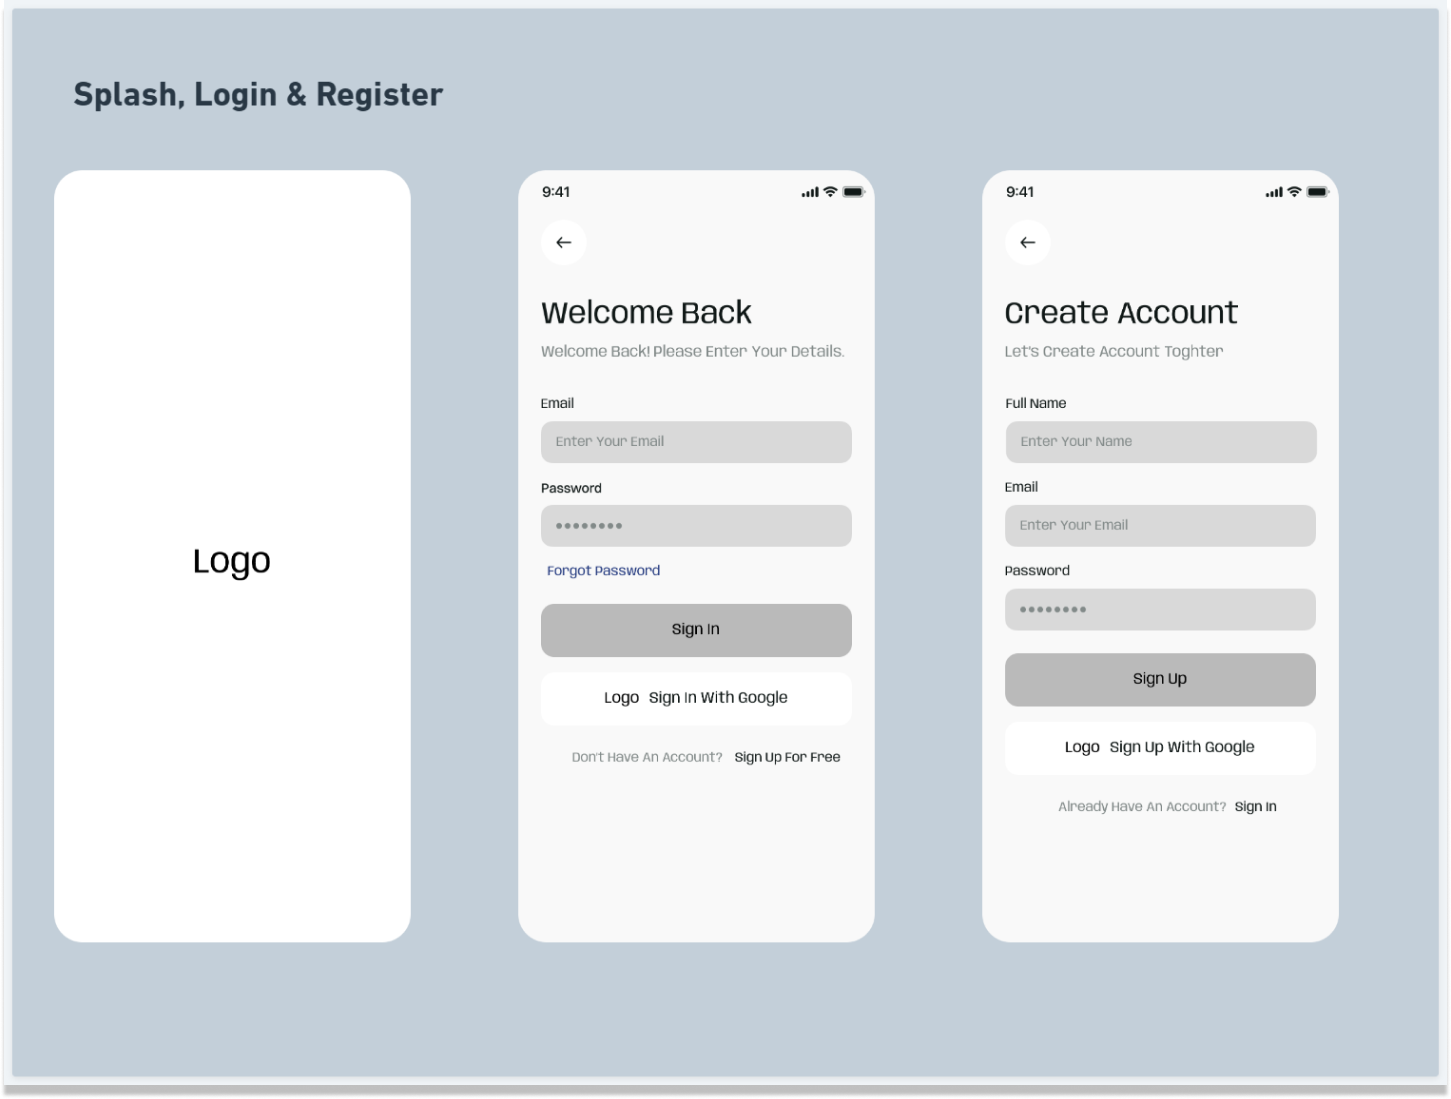 Splash, Login & Register
Logo
9:41
Welcome Back
Welcome Back! Please Enter Your Details.
Email
Enter Your Email
Password
Forgot Password
Sign In
Logo Sign In With Google
Don't Have An Account? Sign Up For Free
9:41
Create Account
Let's Create Account Toghter
Full Name
Enter Your Name
Email
Enter Your Email
Password
Sign Up
Logo Sign Up With Google
Already Have An Account? Sign In